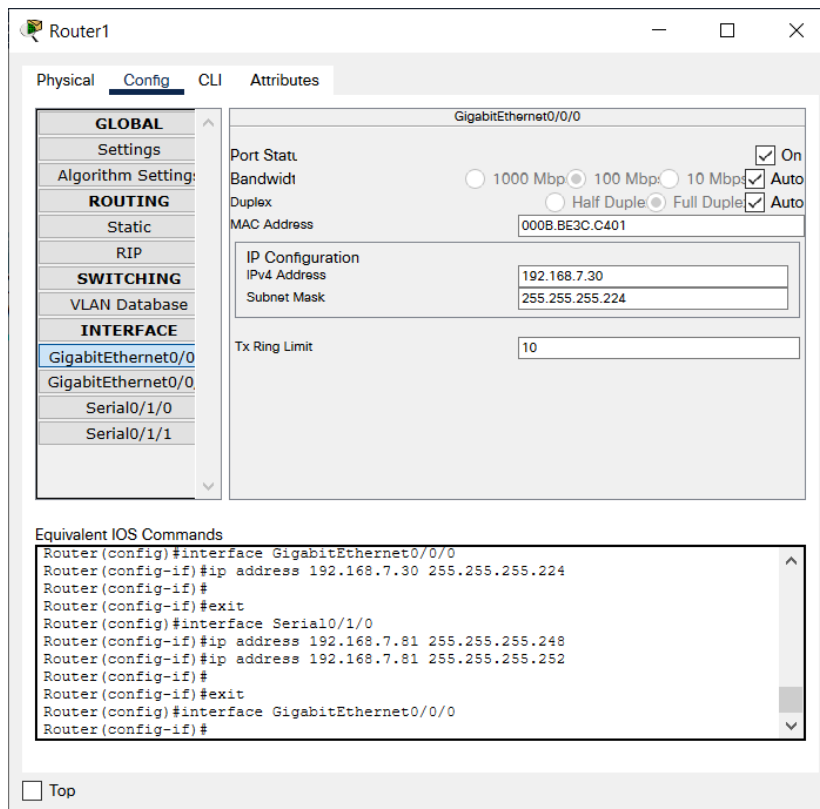 Router1
Physical Config CLI Attributes
GLOBAL
Settings
Algorithm Settings
ROUTING
Static
RIP
SWITCHING
VLAN Database
INTERFACE
GigabitEthernet0/0
GigabitEthernet0/0
Serial0/1/0
Serial0/1/1
GigabitEthernet0/0/0
Port Statu On
Bandwidt 1000 Mbp 100 Mbp 10 Mbps Auto
Duplex Half Duple Full Duple Auto
MAC Address 000B.BE3C.C401
IP Configuration
IPv4 Address 192.168.7.30
Subnet Mask 255.255.255.224
Tx Ring Limit 10
Equivalent IOS Commands
Router(config)#interface GigabitEthernet0/0/0
Router(config-if)#ip address 192.168.7.30 255.255.255.224
Router(config-if)#
Router(config-if)#exit
Router(config)#interface Serial0/1/0
Router(config-if)#ip address 192.168.7.81 255.255.255.248
Router(config-if)#ip address 192.168.7.81 255.255.255.252
Router(config-if)#
Router(config-if)#exit
Router(config)#interface GigabitEthernet0/0/0
Router(config-if)#
Top